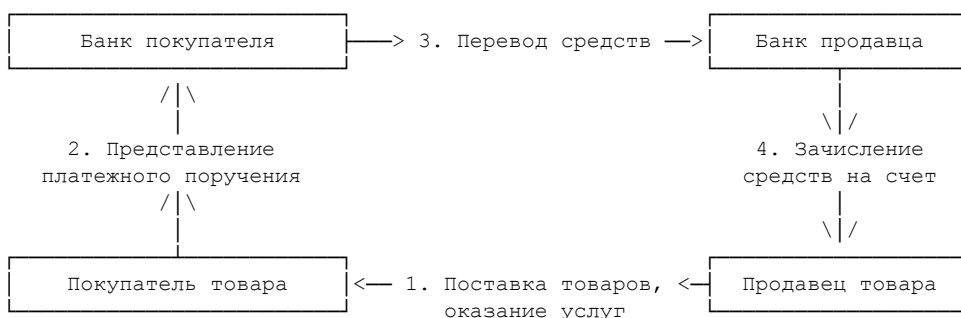 Банк покупателя
3. Перевод средств
Банк продавца
2. Представление
платежного поручения
4. Зачисление
средств на счет
Покупатель товара
1. Поставка товаров,
оказание услуг
Продавец товара